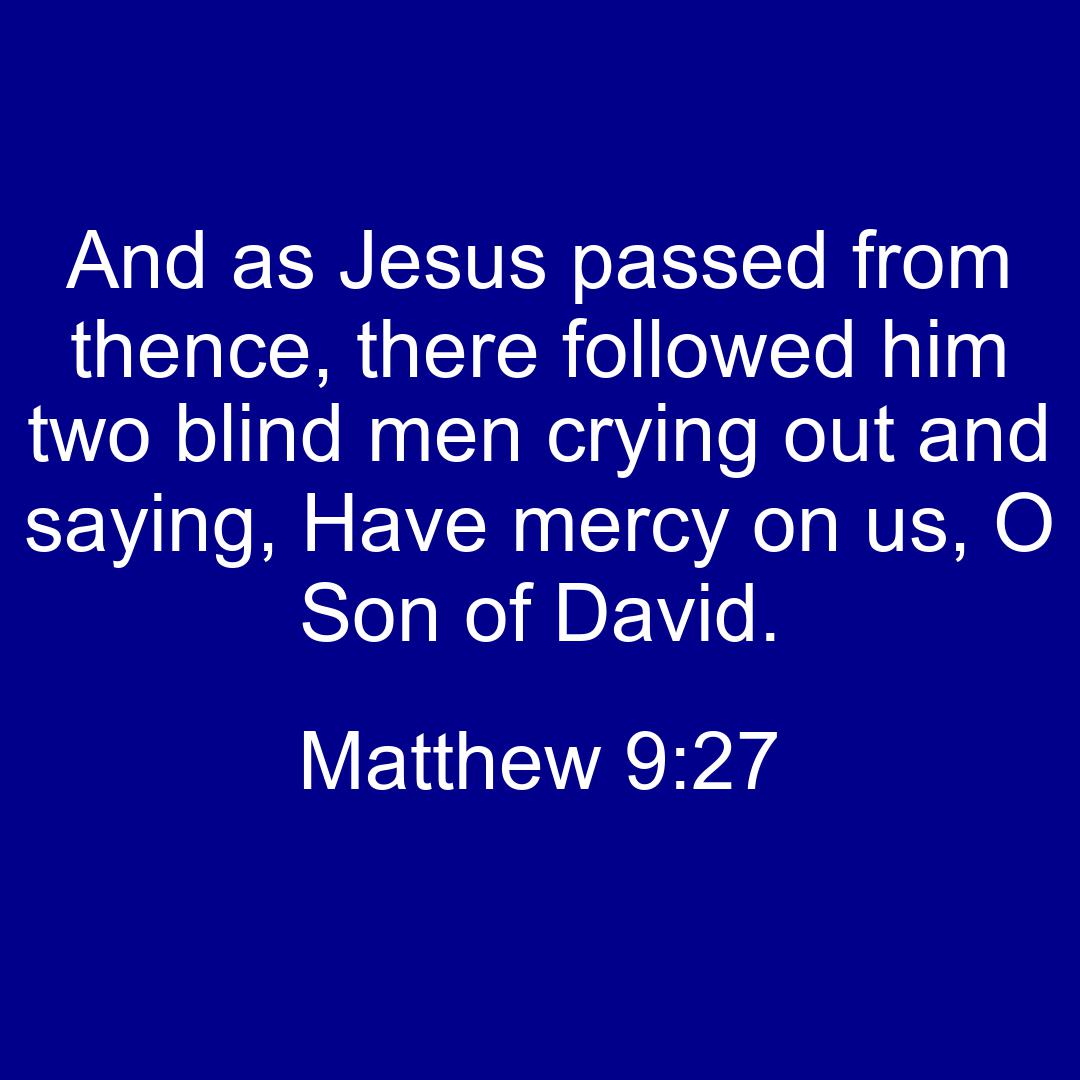 And as Jesus passed from
thence, there followed him
two blind men crying out and
saying, Have mercy on us, O
Son of David.
Matthew 9:27